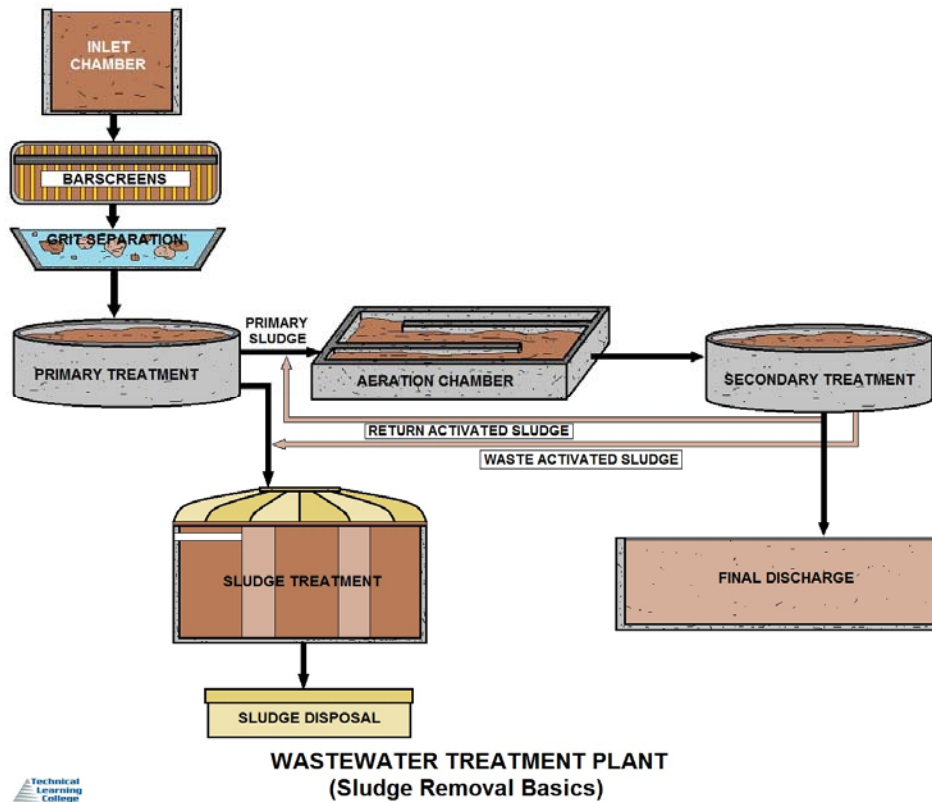 INLET
CHAMBER
BARSCREENS
GRIT SEPARATION
PRIMARY
SLUDGE
PRIMARY TREATMENT
AERATION CHAMBER
SECONDARY TREATMENT
RETURN ACTIVATED SLUDGE
WASTE ACTIVATED SLUDGE
SLUDGE TREATMENT
FINAL DISCHARGE
SLUDGE DISPOSAL
WASTEWATER TREATMENT PLANT
(Sludge Removal Basics)
Technical
Learning
College